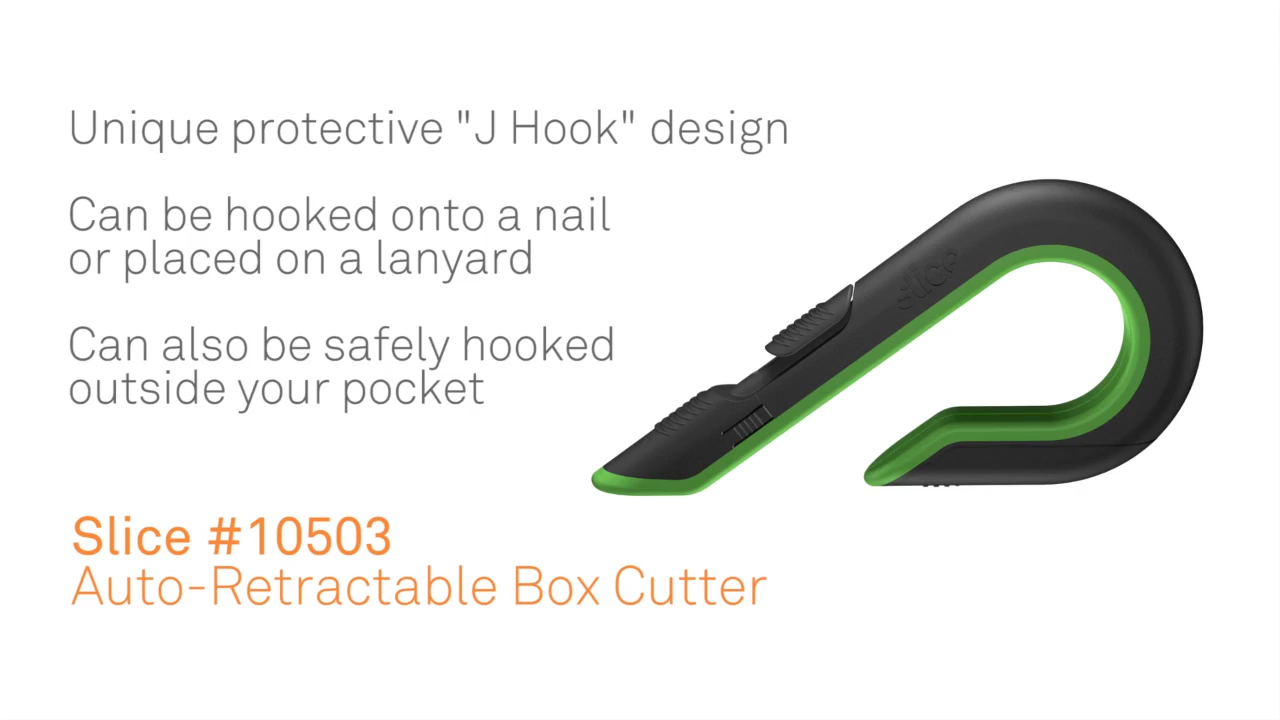 Unique protective "J Hook" design
Can be hooked onto a nail
or placed on a lanyard
Can also be safely hooked
outside your pocket
slice
Slice #10503
Auto-Retractable Box Cutter